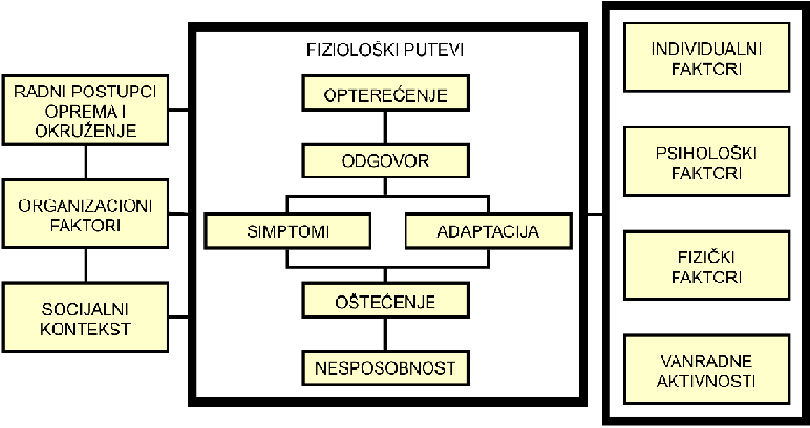 RADNI POSTUPCI
OPREMA I
OKRUŽENJE
ORGANIZACIONI
FAKTORI
SOCIJALNI
KONTEKST
FIZIOLOŠKI PUTEVI
OPTEREĆENJE
ODGOVOR
SIMPTOMI
ADAPTACIJA
OŠTEĆENJE
NESPOSOBNOST
INDIVIDUALNI
FAKTORI
PSIHOLOŠKI
FAKTORI
FIZIČKI
FAKTORI
VANRADNE
AKTIVNOSTI